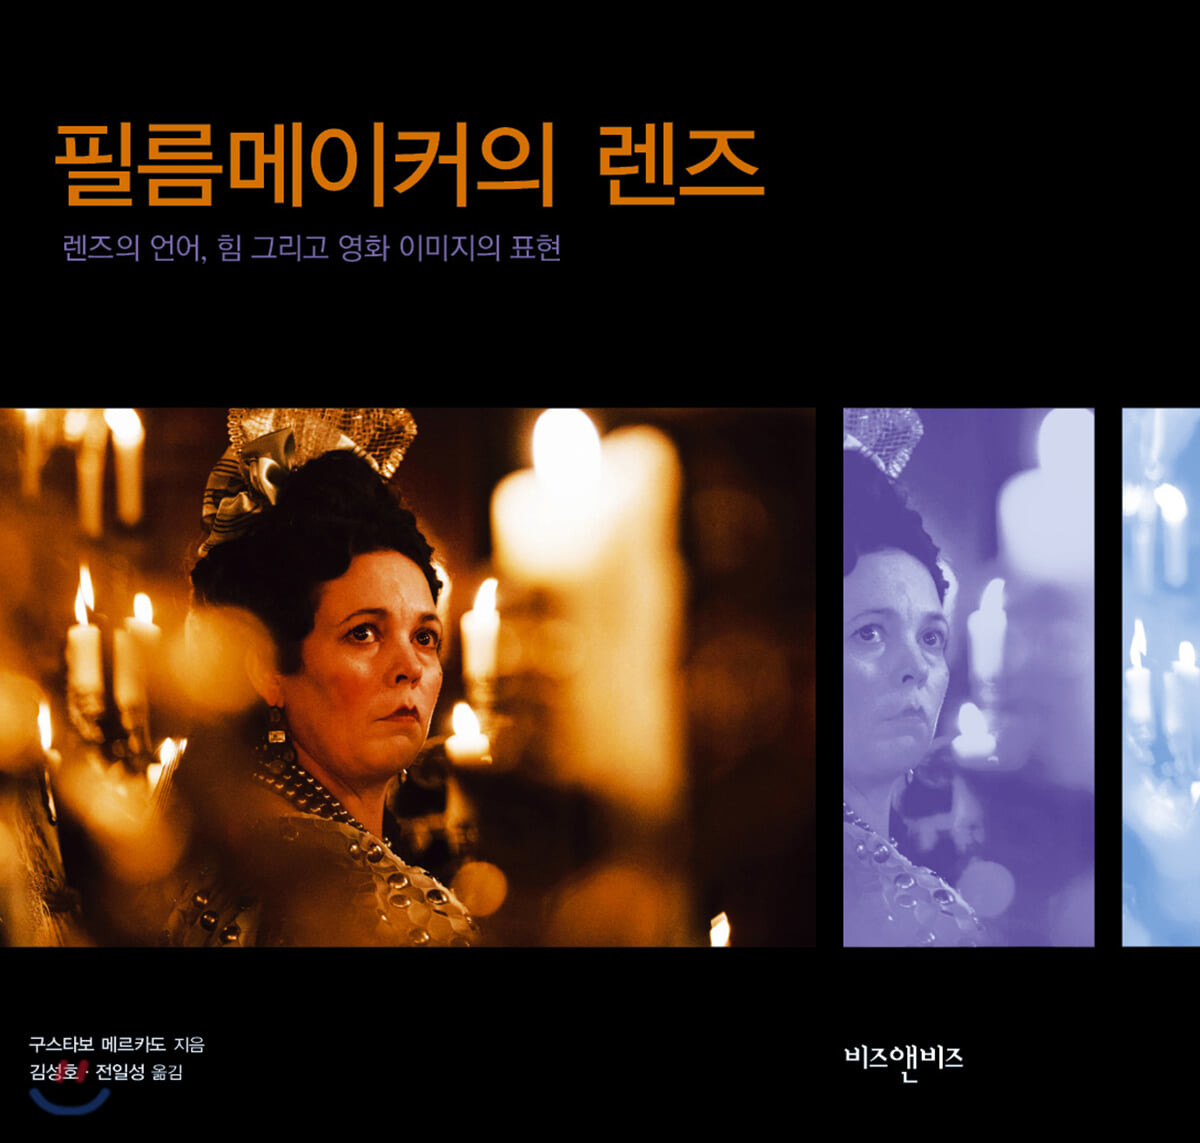 필름메이커의 렌즈
렌즈의 언어, 힘 그리고 영화 이미지의 표현
구스타보 메르카도 지음
김성호 · 전일성 옮김
비즈앤비즈